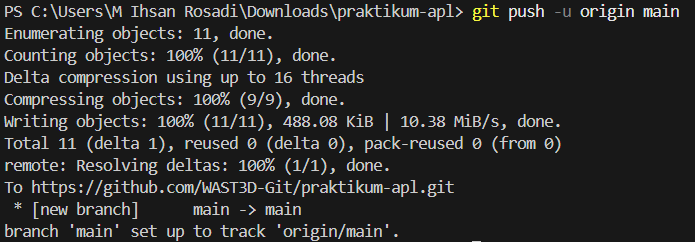 PS C:\Users\M Ihsan Rosadi\Downloads\praktikum-apl> git push -u origin main
Enumerating objects: 11, done.
Counting objects: 100% (11/11), done.
Delta compression using up to 16 threads
Compressing objects: 100% (9/9), done.
Writing objects: 100% (11/11), 488.08 KiB | 10.38 MiB/s, done.
Total 11 (delta 1), reused 0 (delta 0), pack-reused 0 (from 0)
remote: Resolving deltas: 100% (1/1), done.
To https://github.com/WAST3D-Git/praktikum-apl.git
 * [new branch]      main -> main
branch 'main' set up to track 'origin/main'.